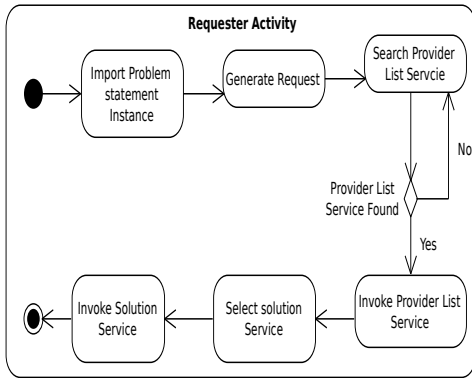 Requester Activity
Import Problem
statement
Instance
Generate Request
Search Provider
List Servcie
No
Provider List
Service Found
Yes
Invoke Provider List
Service
Select solution
Service
Invoke Solution
Service